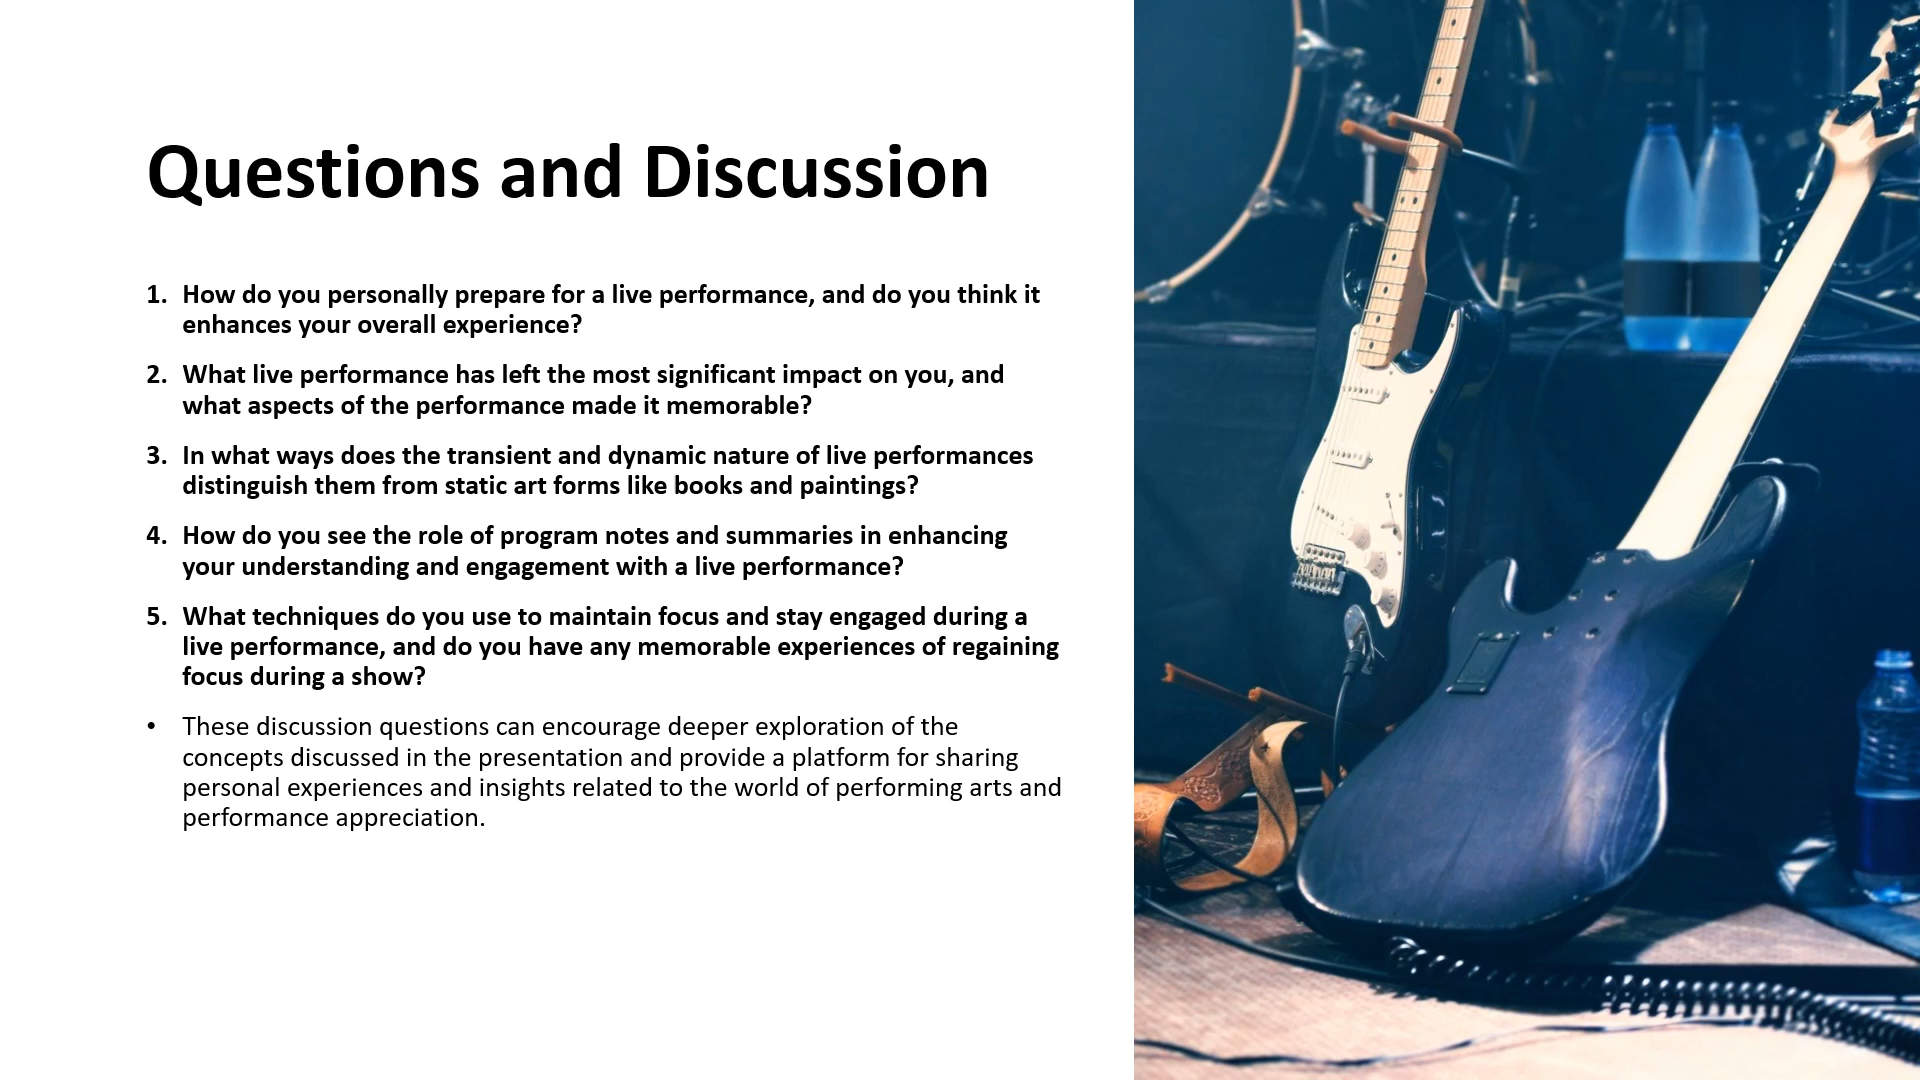 Questions and Discussion
1. How do you personally prepare for a live performance, and do you think it
enhances your overall experience?
2. What live performance has left the most significant impact on you, and
what aspects of the performance made it memorable?
3. In what ways does the transient and dynamic nature of live performances
distinguish them from static art forms like books and paintings?
4. How do you see the role of program notes and summaries in enhancing
your understanding and engagement with a live performance?
5. What techniques do you use to maintain focus and stay engaged during a
live performance, and do you have any memorable experiences of regaining
focus during a show?
• These discussion questions can encourage deeper exploration of the
concepts discussed in the presentation and provide a platform for sharing
personal experiences and insights related to the world of performing arts and
performance appreciation.